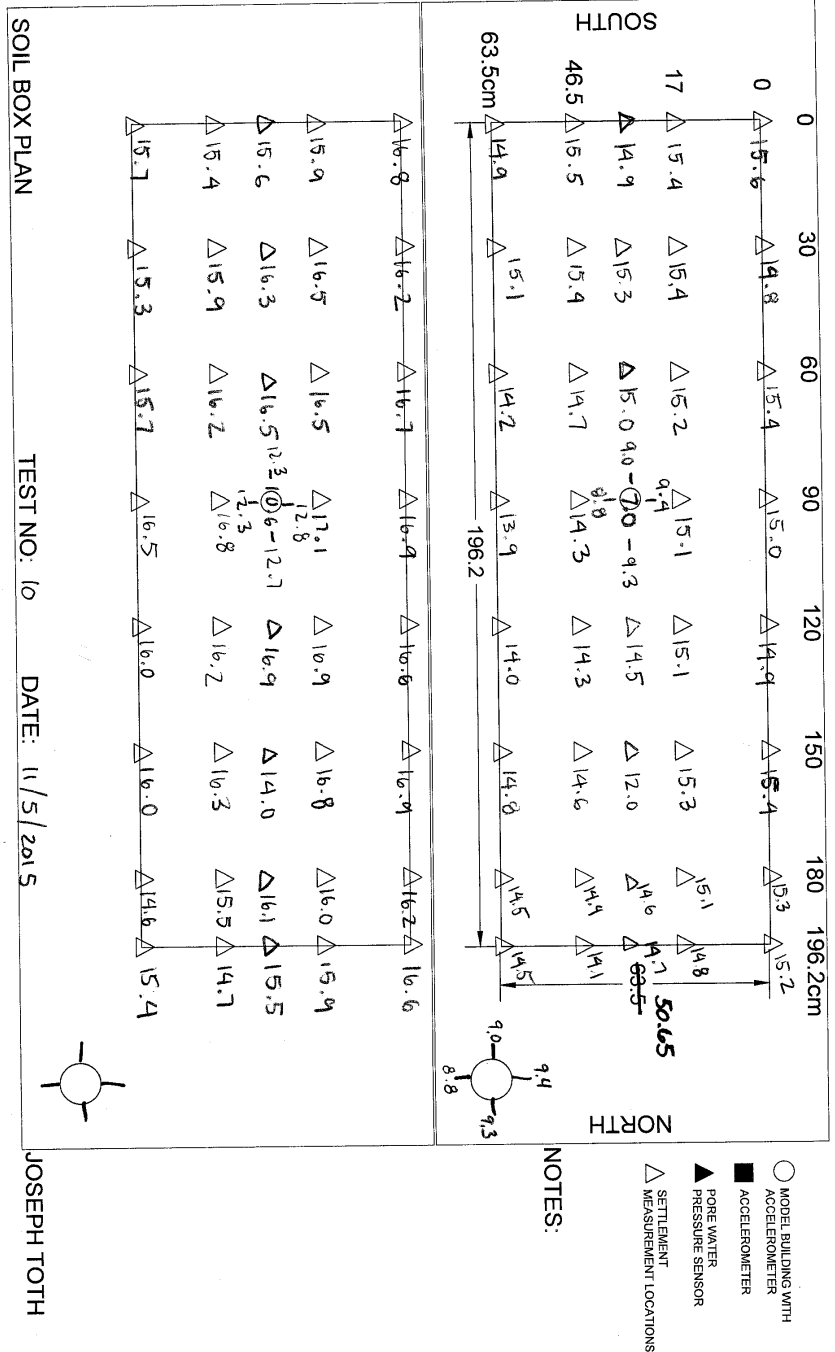 SOUTH
NORTH
0 30 60 90 120 150 180 196.2cm
0
15.6 14.8 15.4 15.0 14.9 15.4 15.3 15.2
17
15.4 15.4 15.2 15.1 15.1 15.3 15.1 14.8
9.4
14.9 15.3 15.0 9.0 - 7.0 - 9.3 14.5 12.0 14.6 14.7
8.8
46.5
15.5 15.4 14.7 14.3 14.3 14.6 14.4 14.1
63.5cm
14.9 15.1 14.2 13.9 14.0 14.8 14.5 14.5
196.2
63.5
50.65
9.4
9.0
9.3
8.8
16.8 16.2 16.7 16.9 16.6 16.9 16.2 16.6
15.9 16.5 16.5 17.1 16.9 16.8 16.0 15.9
12.8
15.6 16.3 16.5 12.3 - 10.6 - 12.7 16.9 14.0 16.1 15.5
12.3
15.4 15.9 16.2 16.8 16.2 16.3 15.5 14.7
15.7 15.3 15.7 16.5 16.0 16.0 14.6 15.4
MODEL BUILDING WITH
ACCELEROMETER
ACCELEROMETER
PORE WATER
PRESSURE SENSOR
SETTLEMENT
MEASUREMENT LOCATIONS
NOTES:
SOIL BOX PLAN
TEST NO: 10
DATE: 11/5/2015
JOSEPH TOTH